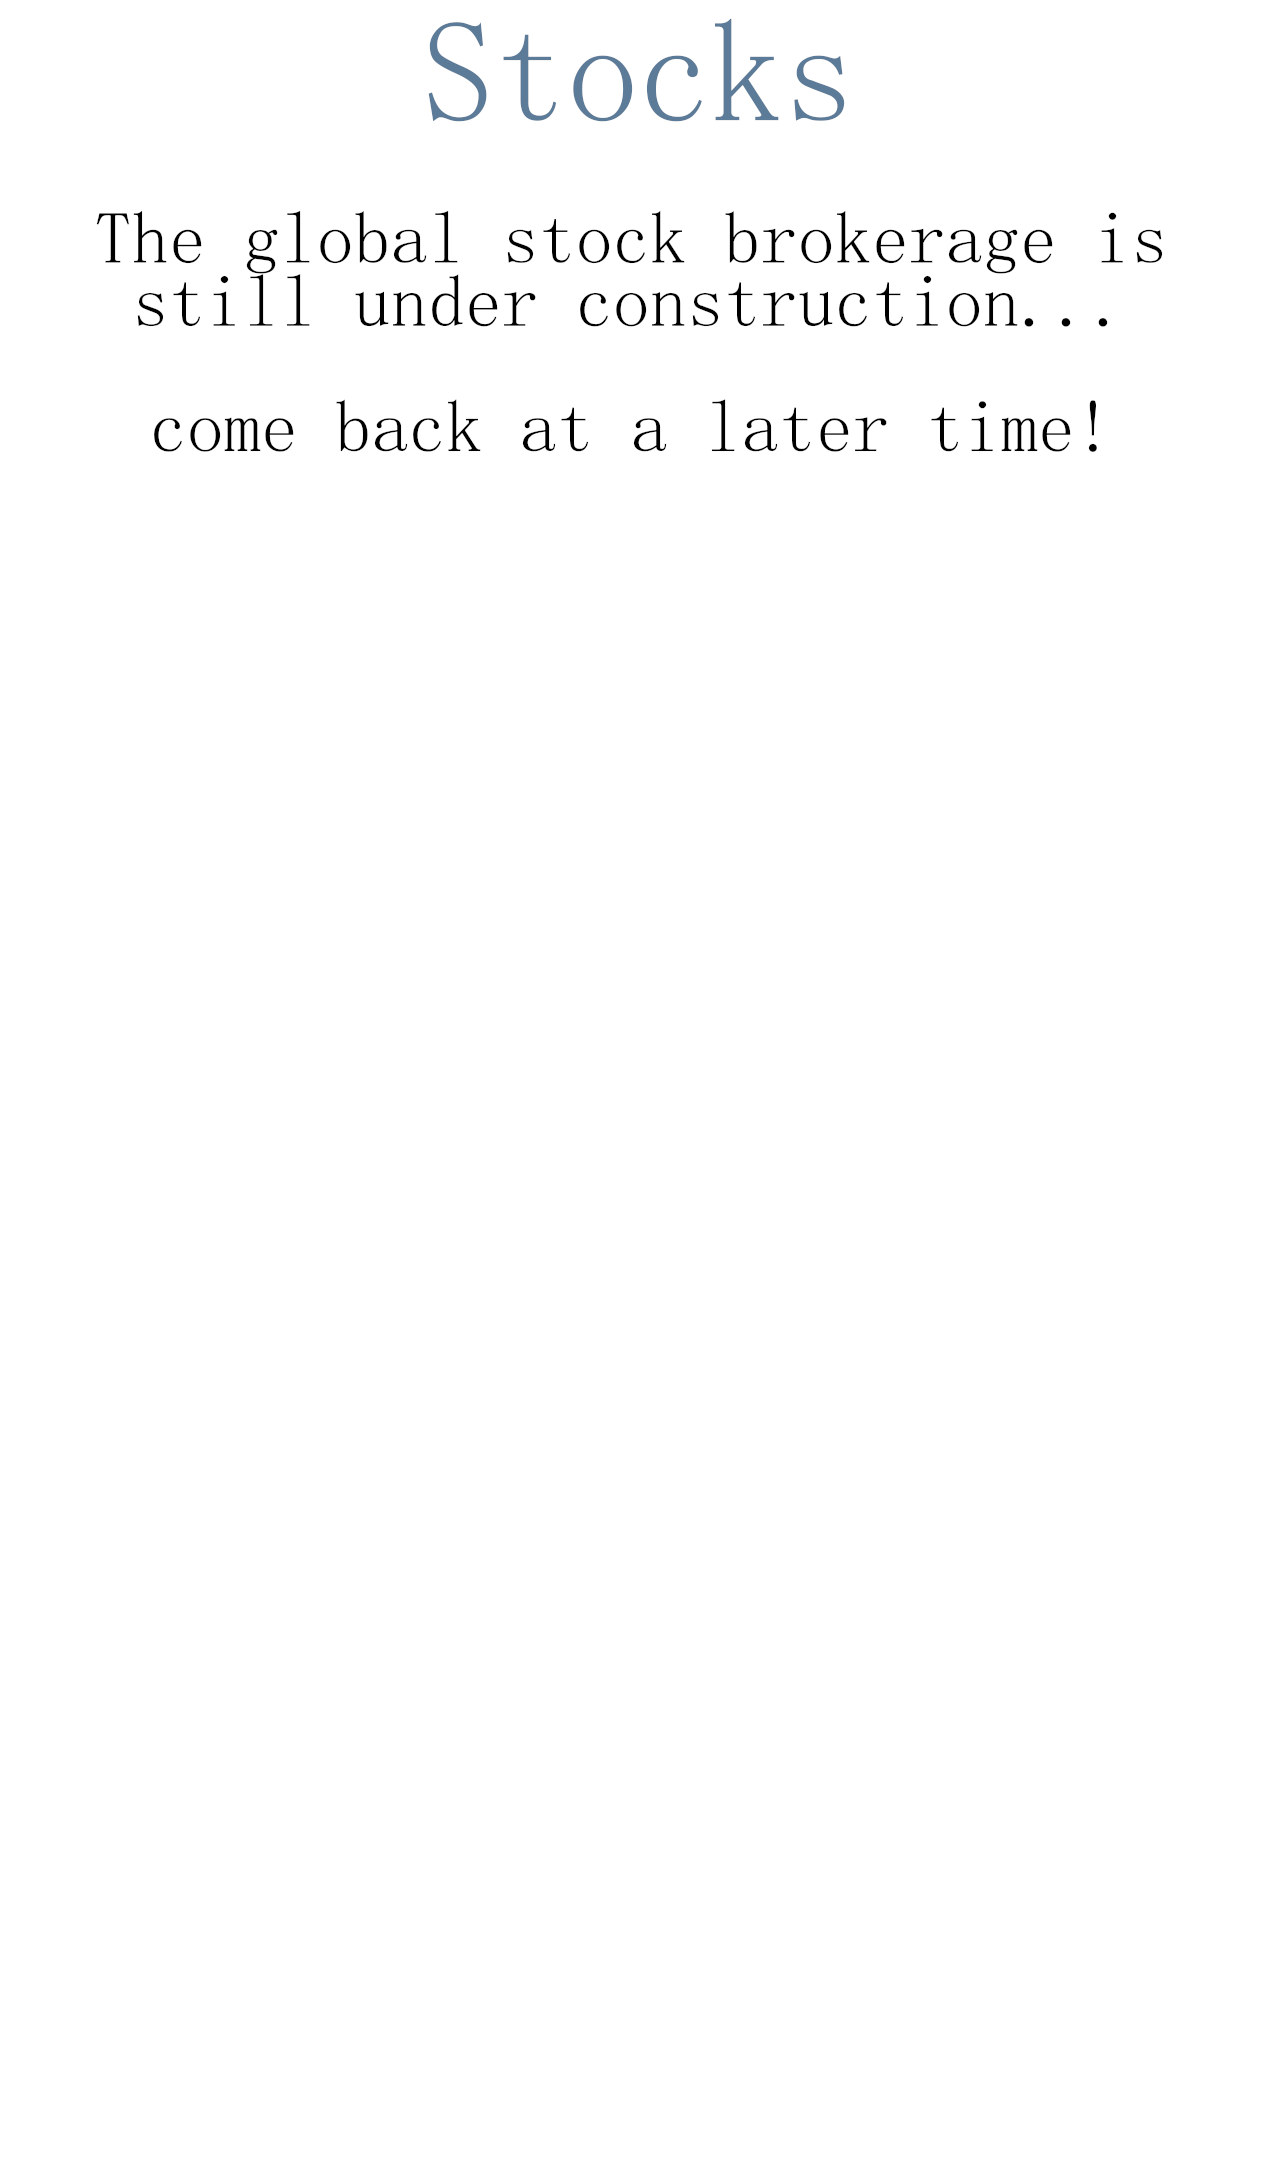 Stocks
The global stock brokerage is
still under construction...
come back at a later time!